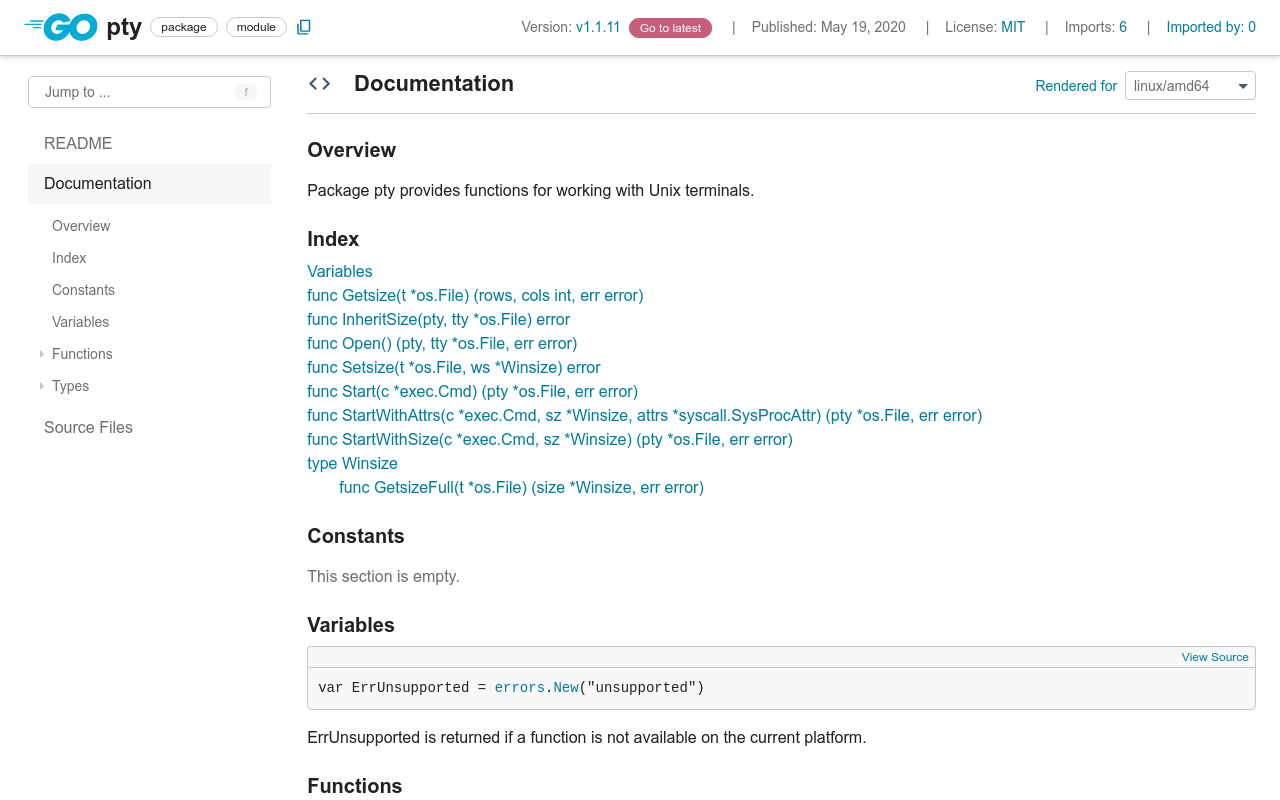 GO pty package module
Version: v1.1.11 Go to latest | Published: May 19, 2020 | License: MIT | Imports: 6 | Imported by: 0
Jump to ... f
README
Documentation
Overview
Index
Constants
Variables
Functions
Types
Source Files
< > Documentation
Rendered for linux/amd64
Overview
Package pty provides functions for working with Unix terminals.
Index
Variables
func Getsize(t *os.File) (rows, cols int, err error)
func InheritSize(pty, tty *os.File) error
func Open() (pty, tty *os.File, err error)
func Setsize(t *os.File, ws *Winsize) error
func Start(c *exec.Cmd) (pty *os.File, err error)
func StartWithAttrs(c *exec.Cmd, sz *Winsize, attrs *syscall.SysProcAttr) (pty *os.File, err error)
func StartWithSize(c *exec.Cmd, sz *Winsize) (pty *os.File, err error)
type Winsize
func GetsizeFull(t *os.File) (size *Winsize, err error)
Constants
This section is empty.
Variables
View Source
var ErrUnsupported = errors.New("unsupported")
ErrUnsupported is returned if a function is not available on the current platform.
Functions